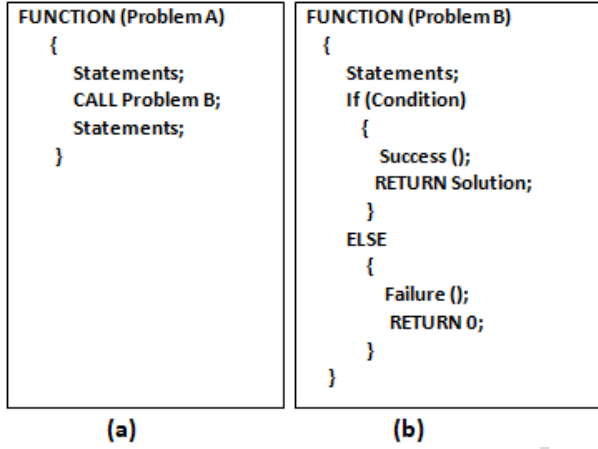 FUNCTION (Problem A)
{
Statements;
CALL Problem B;
Statements;
}
(a)
FUNCTION (Problem B)
{
Statements;
If (Condition)
{
Success ();
RETURN Solution;
}
ELSE
{
Failure ();
RETURN 0;
}
}
(b)